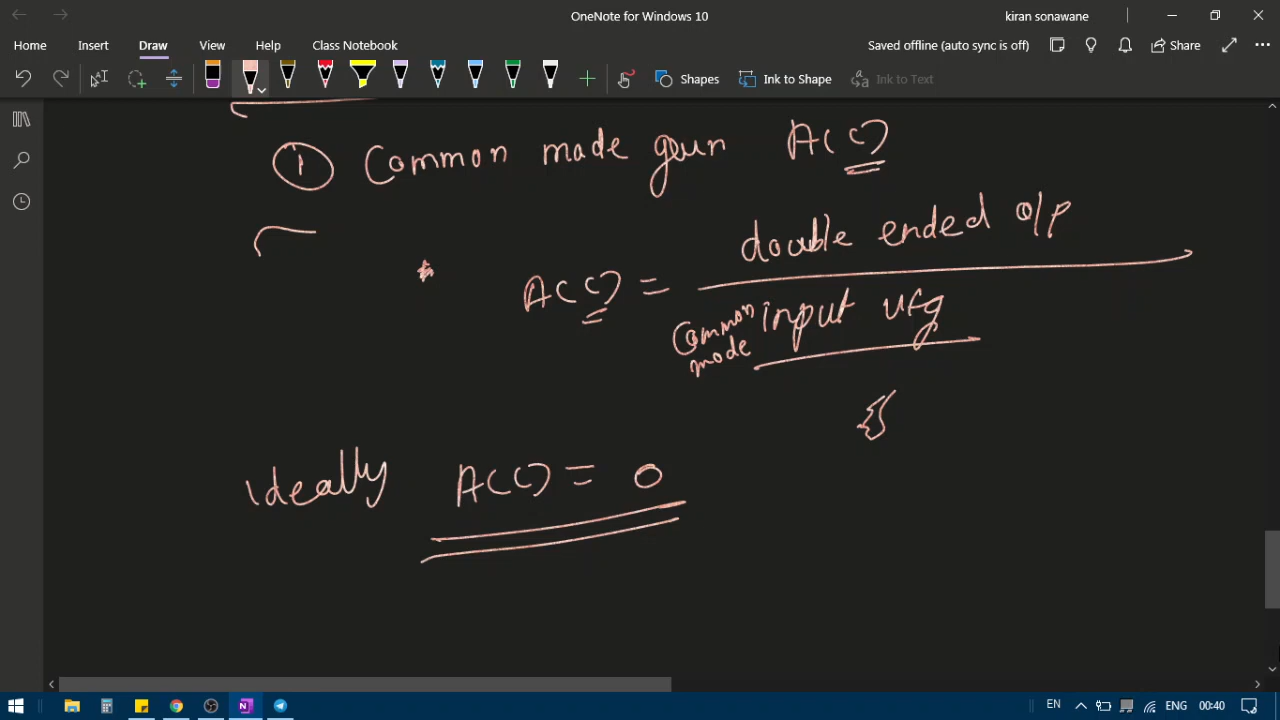 OneNote for Windows 10
kiran sonawane
Home Insert Draw View Help Class Notebook
Saved offline (auto sync is off)
Share
Shapes
Ink to Shape
Ink to Text
1 Common made gain A(C)
double ended o/p
A(C) =
Common mode input vtg
ideally A(C) = 0
EN
ENG
00:40